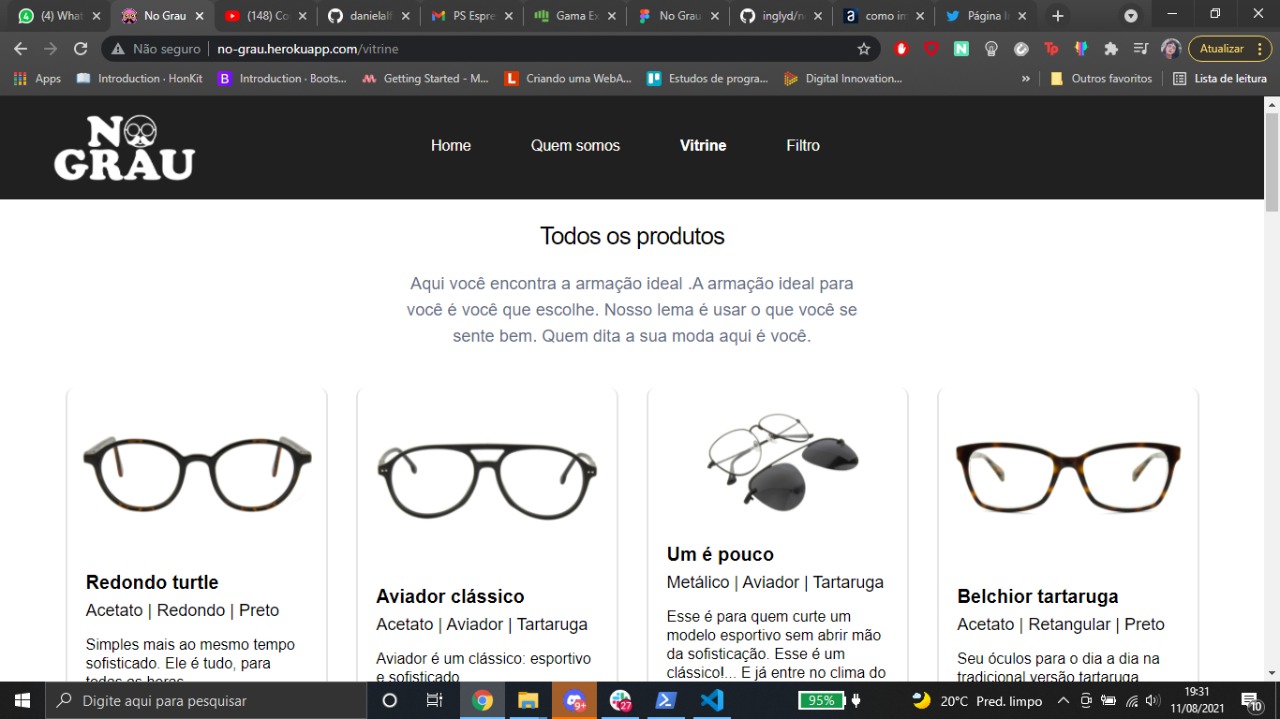 (4) What
No Grau
(148) Co
danielalf
PS Espre
Gama Ex
No Grau
inglyd/n
como im
Página In
Não seguro
no-grau.herokuapp.com/vitrine
Atualizar
Apps
Introduction · HonKit
Introduction · Boots...
Getting Started - M...
Criando uma WebA...
Estudos de progra...
Digital Innovation...
»
Outros favoritos
Lista de leitura
NO GRAU
Home
Quem somos
Vitrine
Filtro
Todos os produtos
Aqui você encontra a armação ideal .A armação ideal para
você é você que escolhe. Nosso lema é usar o que você se
sente bem. Quem dita a sua moda aqui é você.
Redondo turtle
Acetato | Redondo | Preto
Simples mais ao mesmo tempo
sofisticado. Ele é tudo, para
todas as horas
Aviador clássico
Acetato | Aviador | Tartaruga
Aviador é um clássico: esportivo
e sofisticado
Um é pouco
Metálico | Aviador | Tartaruga
Esse é para quem curte um
modelo esportivo sem abrir mão
da sofisticação. Esse é um
clássico!... E já entre no clima do
Belchior tartaruga
Acetato | Retangular | Preto
Seu óculos para o dia a dia na
tradicional versão tartaruga
Digite aqui para pesquisar
9+
27
95%
20°C Pred. limpo
19:31
11/08/2021
10